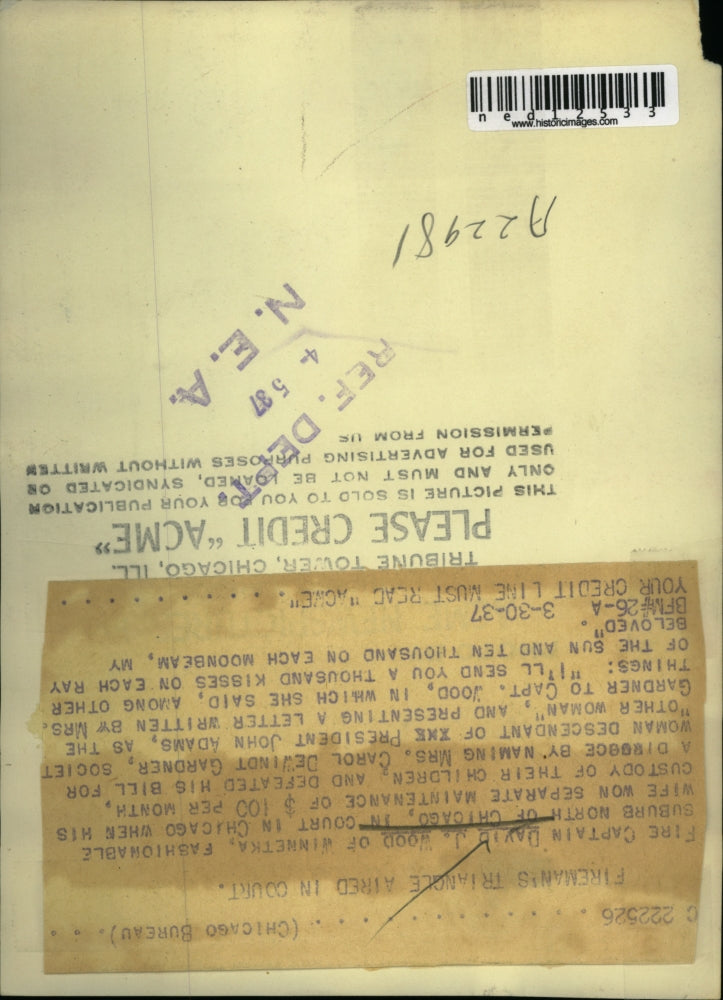 ned12533
www.historicimages.com
A22981
N.E.A.
4 5 37
REF. DEPT.
C 222526 . . . . . . . . . . . . . (CHICAGO BUREAU). . .
FIREMAN'S TRIANGLE AIRED IN COURT.
FIRE CAPTAIN DAVID J. WOOD OF WINNETKA, FASHIONABLE
SUBURB NORTH OF CHICAGO, IN COURT IN CHICAGO WHEN HIS
WIFE WON SEPARATE MAINTENANCE OF $ 100 PER MONTH,
CUSTODY OF THEIR CHILDREN, AND DEFEATED HIS BILL FOR
A DIVORCE BY NAMING MRS. CAROL DEWINDT GARDNER, SOCIET
WOMAN DESCENDANT OF XXX PRESIDENT JOHN ADAMS, AS THE
"OTHER WOMAN", AND PRESENTING A LETTER WRITTEN BY MRS.
GARDNER TO CAPT. WOOD, IN WHICH SHE SAID, AMONG OTHER
THINGS: "I'LL SEND YOU A THOUSAND KISSES ON EACH RAY
OF THE SUN AND TEN THOUSAND ON EACH MOONBEAM, MY
BELOVED".
BFM#26-A 3-30-37
YOUR CREDIT LINE MUST READ "ACME". . . . . . . . .
TRIBUNE TOWER, CHICAGO, ILL.
PLEASE CREDIT "ACME"
THIS PICTURE IS SOLD TO YOU FOR YOUR PUBLICATION
ONLY AND MUST NOT BE LOANED, SYNDICATED OR
USED FOR ADVERTISING PURPOSES WITHOUT WRITTEN
PERMISSION FROM US